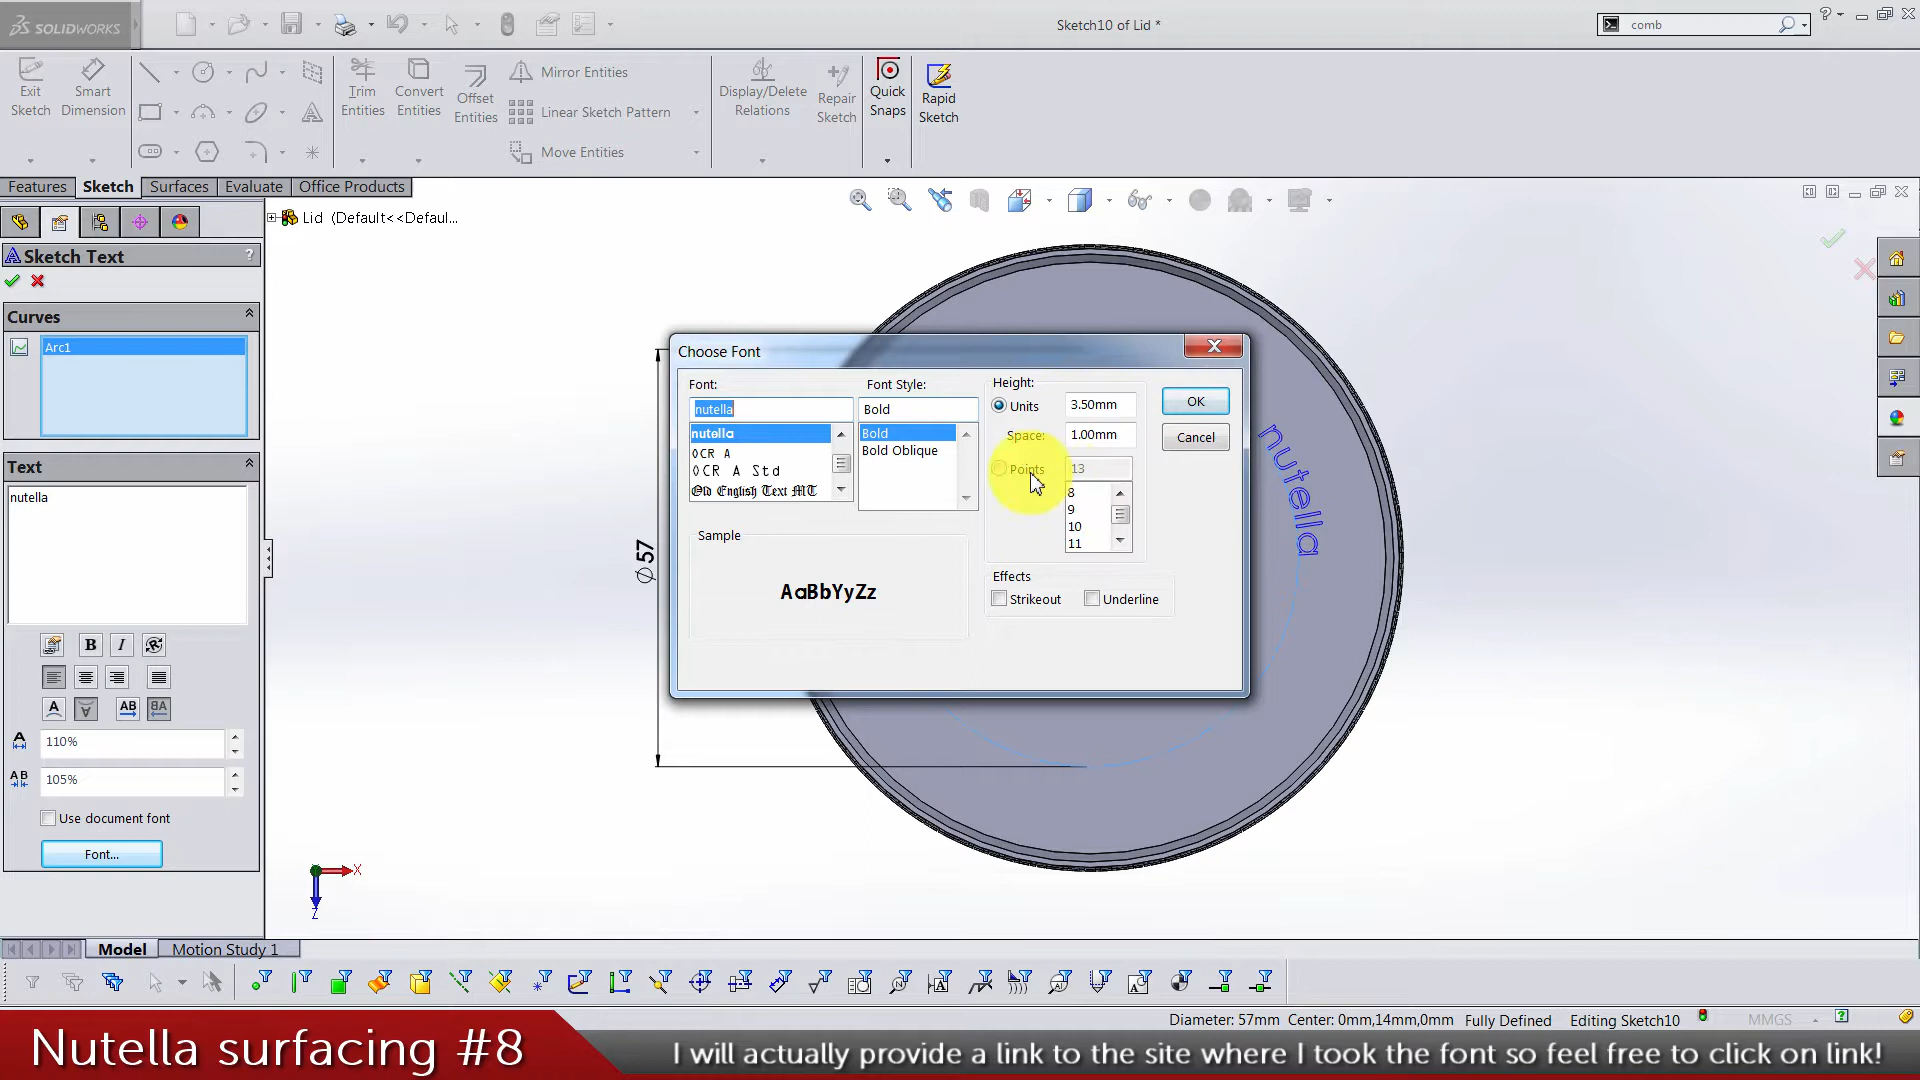 SOLIDWORKS
Sketch10 of Lid *
comb
Exit Sketch
Smart Dimension
Trim Entities
Convert Entities
Offset Entities
Mirror Entities
Linear Sketch Pattern
Move Entities
Display/Delete Relations
Repair Sketch
Quick Snaps
Rapid Sketch
Features
Sketch
Surfaces
Evaluate
Office Products
Lid (Default<<Defaul...
Sketch Text
?
Curves
Arc1
Text
nutella
B
I
110%
105%
Use document font
Font...
Choose Font
Font:
nutella
nutella
OCR A
OCR A Std
Old English Text MT
Font Style:
Bold
Bold
Bold Oblique
Height:
Units
3.50mm
Space:
1.00mm
Points
13
8
9
10
11
OK
Cancel
Sample
AaBbYyZz
Effects
Strikeout
Underline
nutella
∅57
X
Z
Model
Motion Study 1
Diameter: 57mm Center: 0mm,14mm,0mm
Fully Defined
Editing Sketch10
MMGS
Nutella surfacing #8
I will actually provide a link to the site where I took the font so feel free to click on link!